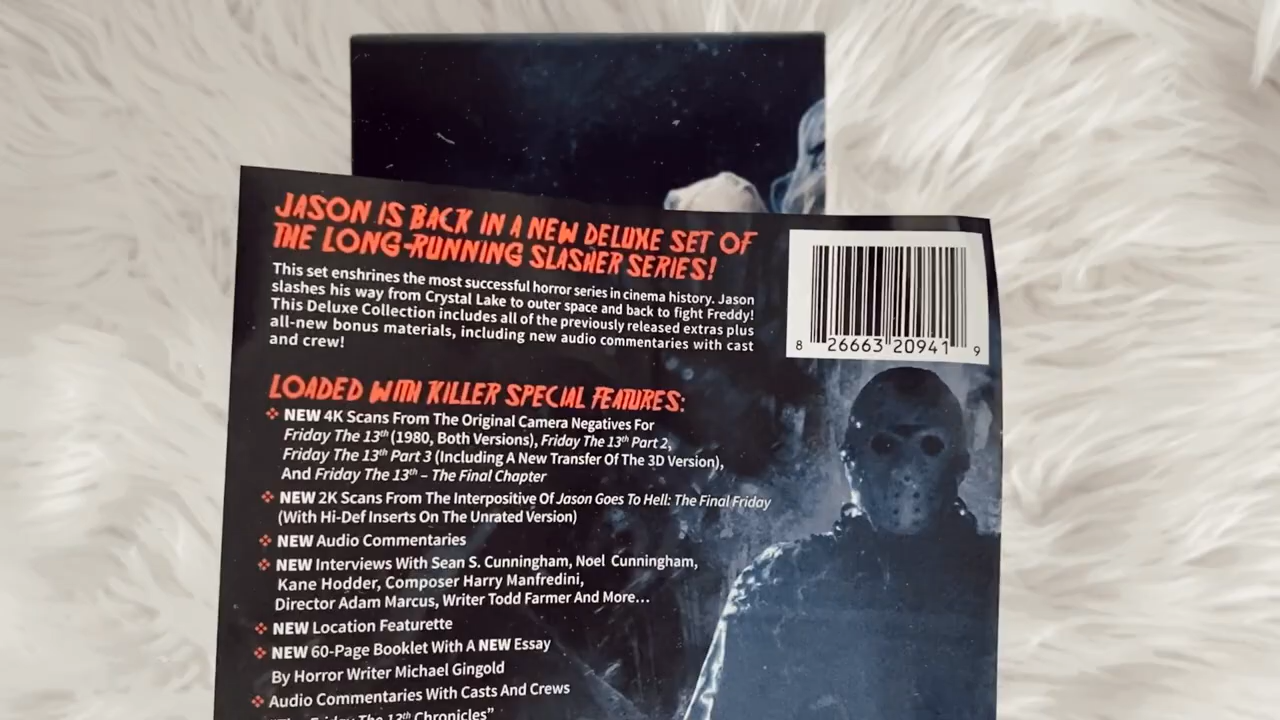 JASON IS BACK IN A NEW DELUXE SET OF
THE LONG-RUNNING SLASHER SERIES!
This set enshrines the most successful horror series in cinema history. Jason
slashes his way from Crystal Lake to outer space and back to fight Freddy!
This Deluxe Collection includes all of the previously released extras plus
all-new bonus materials, including new audio commentaries with cast
and crew!
8 26663 20941 9
LOADED WITH KILLER SPECIAL FEATURES:
NEW 4K Scans From The Original Camera Negatives For
Friday The 13th (1980, Both Versions), Friday The 13th Part 2,
Friday The 13th Part 3 (Including A New Transfer Of The 3D Version),
And Friday The 13th – The Final Chapter
NEW 2K Scans From The Interpositive Of Jason Goes To Hell: The Final Friday
(With Hi-Def Inserts On The Unrated Version)
NEW Audio Commentaries
NEW Interviews With Sean S. Cunningham, Noel Cunningham,
Kane Hodder, Composer Harry Manfredini,
Director Adam Marcus, Writer Todd Farmer And More...
NEW Location Featurette
NEW 60-Page Booklet With A NEW Essay
By Horror Writer Michael Gingold
Audio Commentaries With Casts And Crews
Friday The 13th Chronicles"